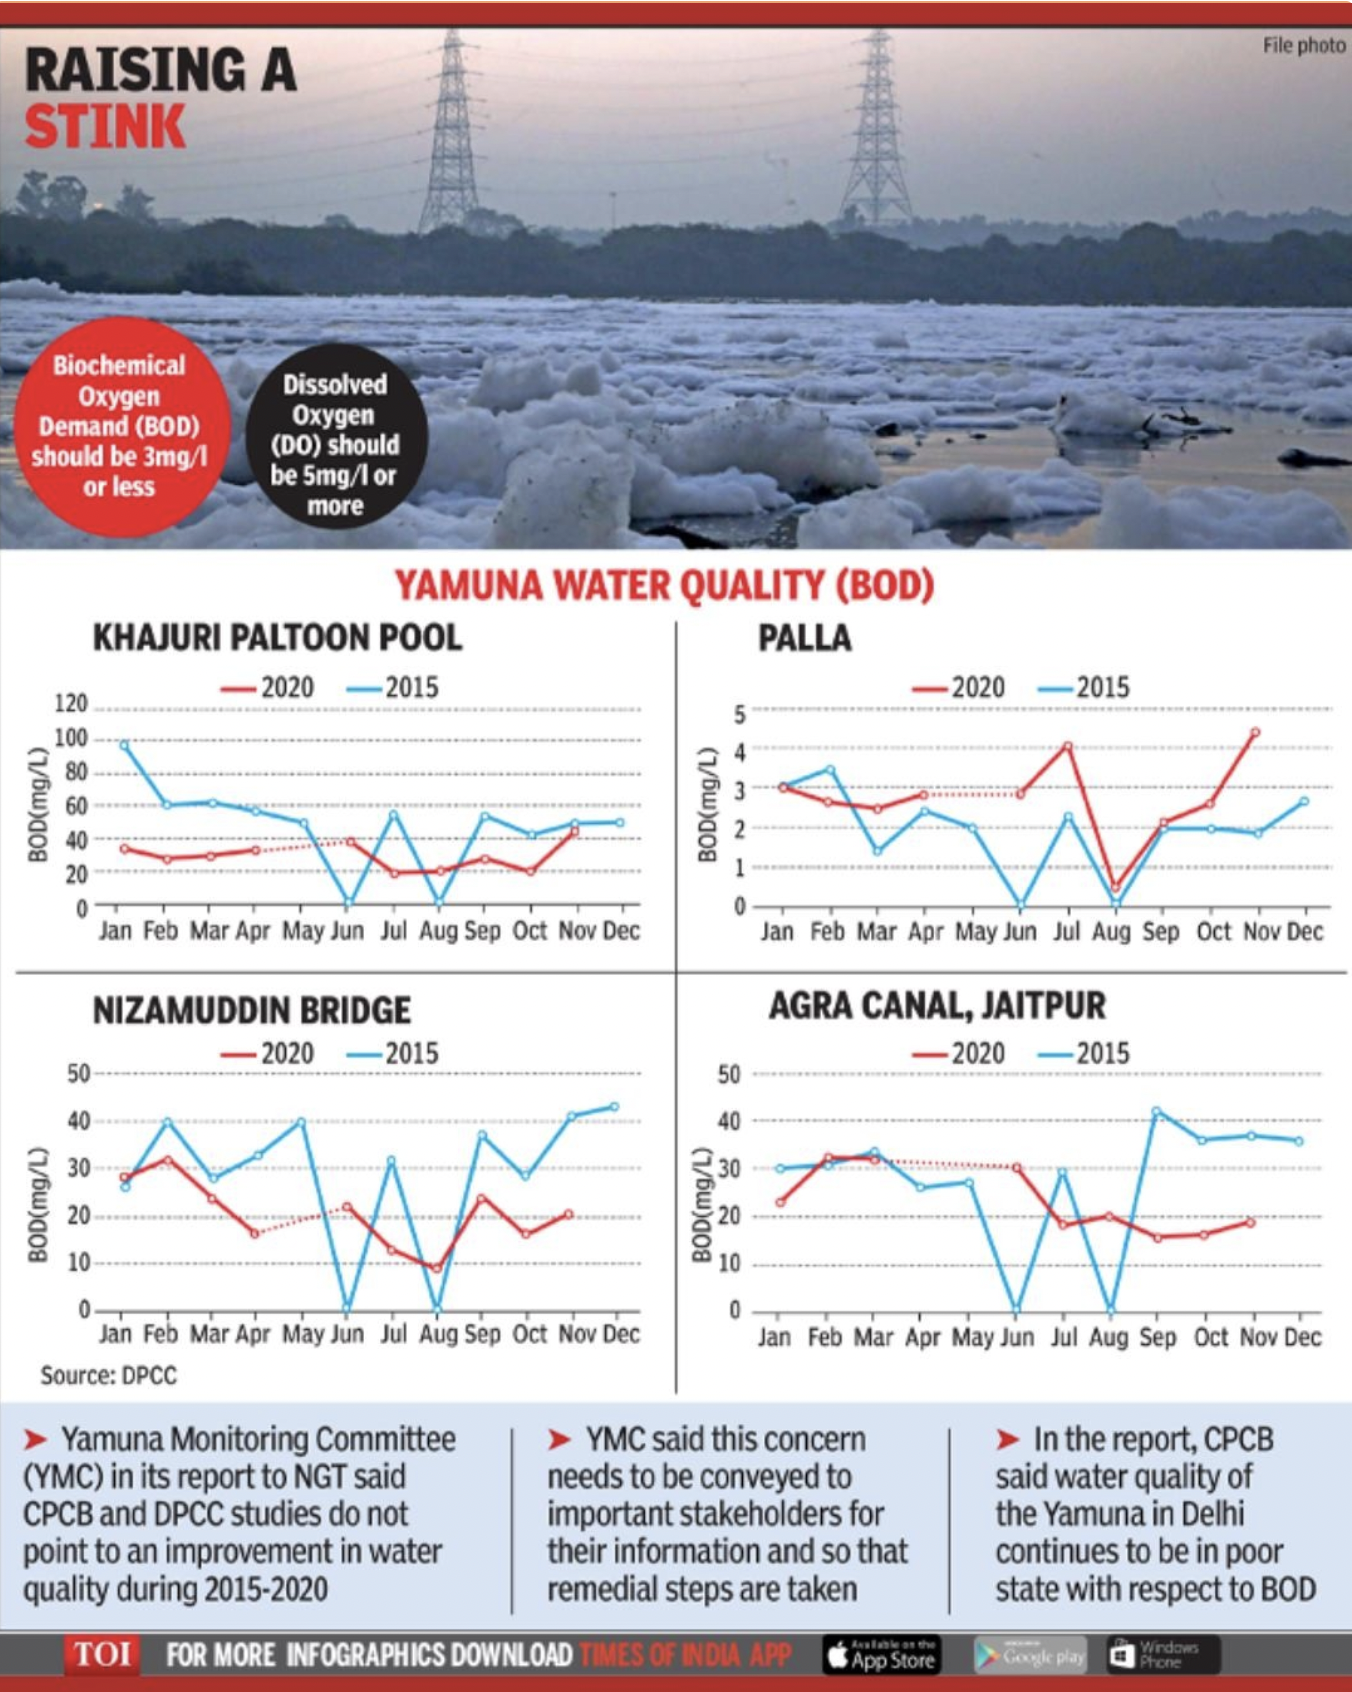 File photo
RAISING A
STINK
Biochemical
Oxygen
Demand (BOD)
should be 3mg/l
or less
Dissolved
Oxygen
(DO) should
be 5mg/l or
more
YAMUNA WATER QUALITY (BOD)
KHAJURI PALTOON POOL
2020 2015
BOD(mg/L)
120
100
80
60
40
20
0
Jan Feb Mar Apr May Jun Jul Aug Sep Oct Nov Dec
PALLA
2020 2015
BOD(mg/L)
5
4
3
2
1
0
Jan Feb Mar Apr May Jun Jul Aug Sep Oct Nov Dec
NIZAMUDDIN BRIDGE
2020 2015
BOD(mg/L)
50
40
30
20
10
0
Jan Feb Mar Apr May Jun Jul Aug Sep Oct Nov Dec
Source: DPCC
AGRA CANAL, JAITPUR
2020 2015
BOD(mg/L)
50
40
30
20
10
0
Jan Feb Mar Apr May Jun Jul Aug Sep Oct Nov Dec
➤ Yamuna Monitoring Committee
(YMC) in its report to NGT said
CPCB and DPCC studies do not
point to an improvement in water
quality during 2015-2020
➤ YMC said this concern
needs to be conveyed to
important stakeholders for
their information and so that
remedial steps are taken
➤ In the report, CPCB
said water quality of
the Yamuna in Delhi
continues to be in poor
state with respect to BOD
TOI FOR MORE INFOGRAPHICS DOWNLOAD TIMES OF INDIA APP
Available on the
App Store
Google play
Windows
Phone